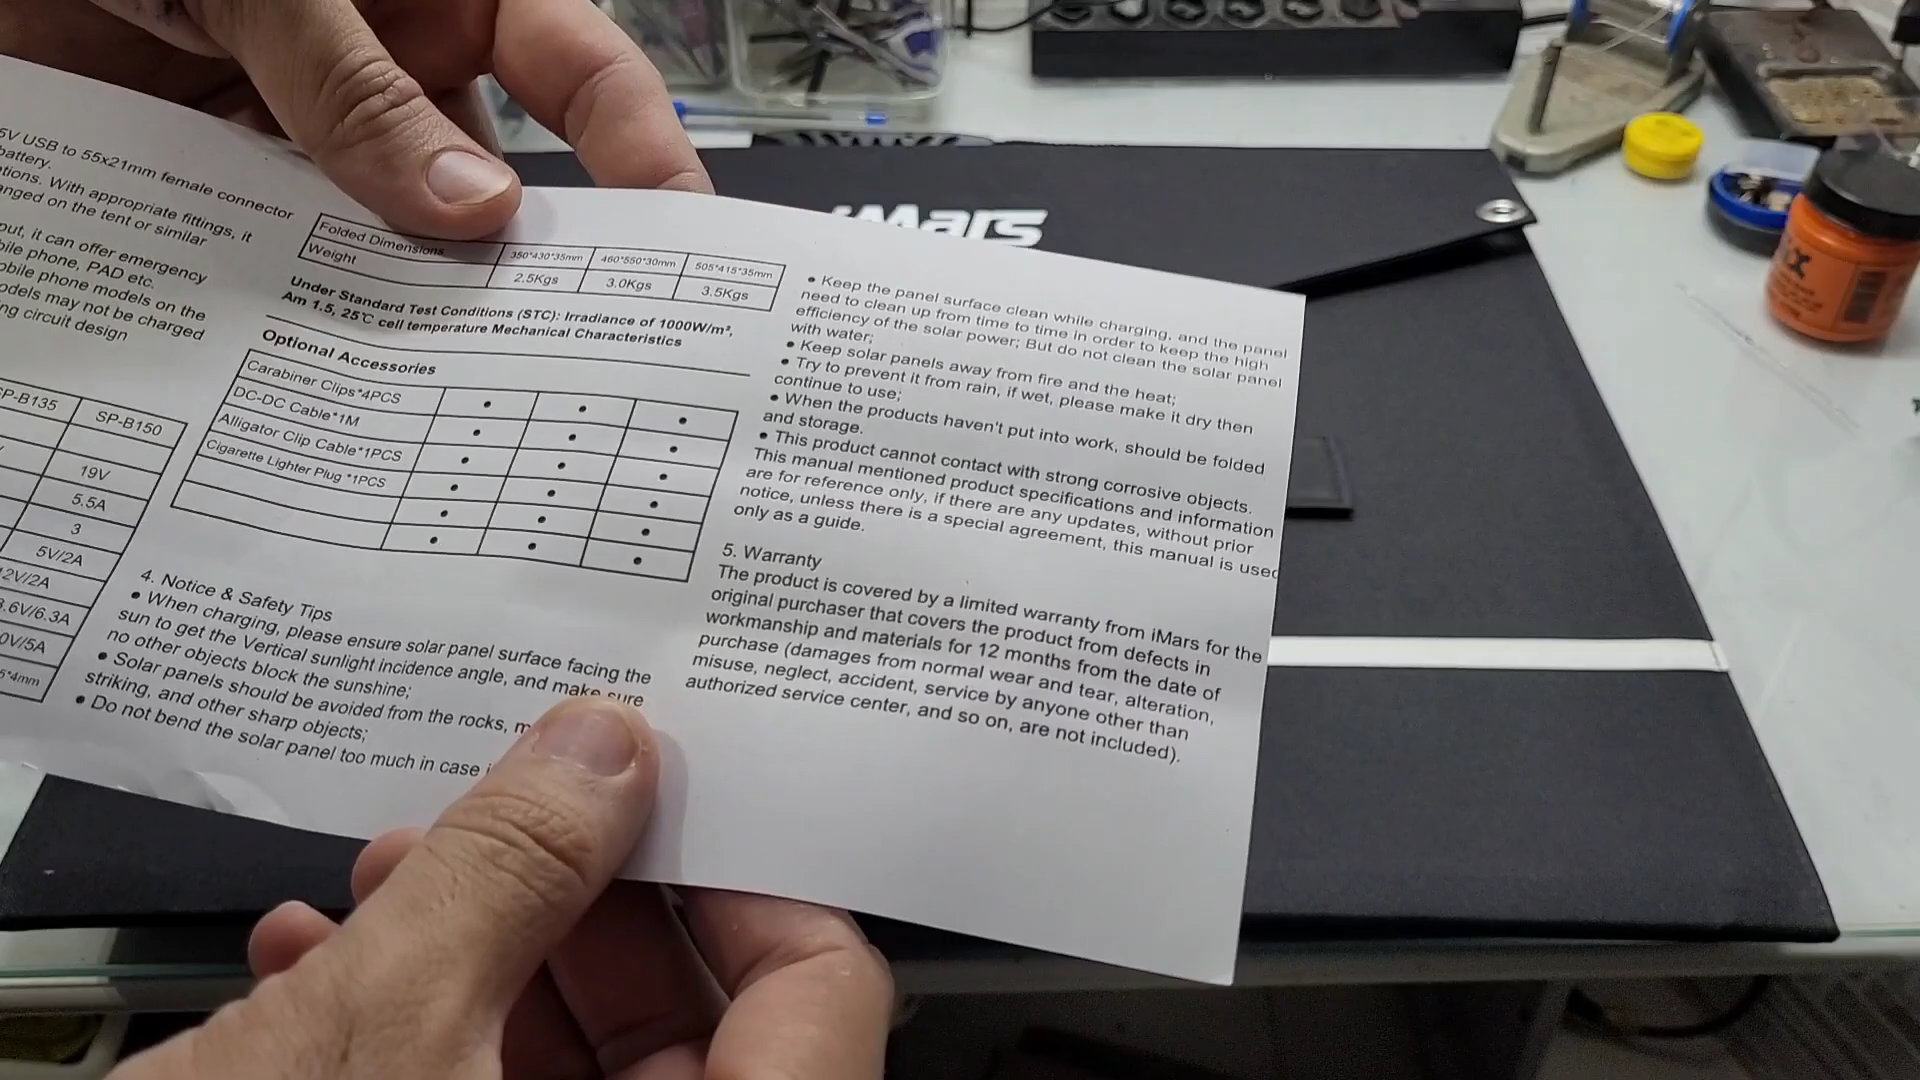 5V USB to 55x21mm female connector
battery.
tions. With appropriate fittings, it
anged on the tent or similar
put, it can offer emergency
bile phone, PAD etc.
obile phone models on the
odels may not be charged
ng circuit design
SP-B135 SP-B150
19V
5.5A
3
5V/2A
12V/2A
.6V/6.3A
0V/5A
5*4mm
Folded Dimensions 350*430*35mm 460*550*30mm 505*415*35mm
Weight 2.5Kgs 3.0Kgs 3.5Kgs
Under Standard Test Conditions (STC): Irradiance of 1000W/m²,
Am 1.5, 25℃ cell temperature Mechanical Characteristics
Optional Accessories
Carabiner Clips*4PCS • • •
DC-DC Cable*1M • • •
Alligator Clip Cable*1PCS • • •
Cigarette Lighter Plug *1PCS • • •
• • •
• • •
4. Notice & Safety Tips
• When charging, please ensure solar panel surface facing the
sun to get the Vertical sunlight incidence angle, and make sure
no other objects block the sunshine;
• Solar panels should be avoided from the rocks,
striking, and other sharp objects;
• Do not bend the solar panel too much in case
• Keep the panel surface clean while charging, and the panel
need to clean up from time to time in order to keep the high
efficiency of the solar power; But do not clean the solar panel
with water;
• Keep solar panels away from fire and the heat;
• Try to prevent it from rain, if wet, please make it dry then
continue to use;
• When the products haven't put into work, should be folded
and storage.
• This product cannot contact with strong corrosive objects.
This manual mentioned product specifications and information
are for reference only, if there are any updates, without prior
notice, unless there is a special agreement, this manual is used
only as a guide.
5. Warranty
The product is covered by a limited warranty from iMars for the
original purchaser that covers the product from defects in
workmanship and materials for 12 months from the date of
purchase (damages from normal wear and tear, alteration,
misuse, neglect, accident, service by anyone other than
authorized service center, and so on, are not included).
iMars